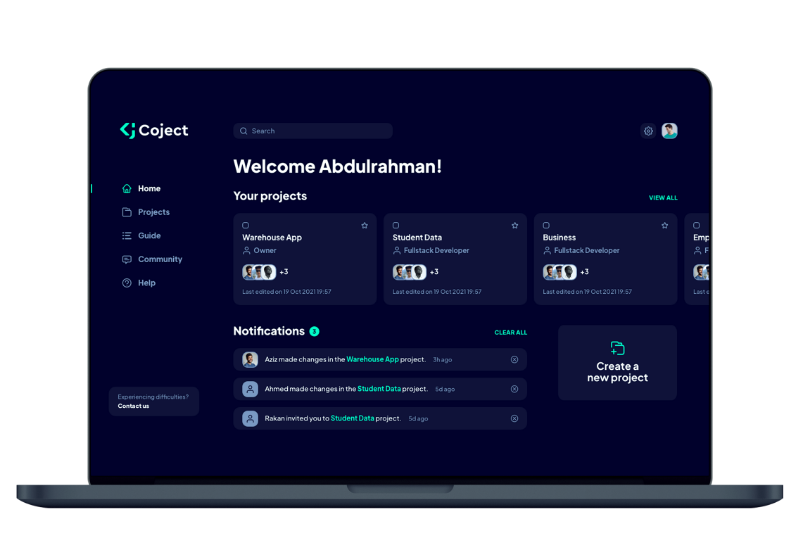 Coject
Search
Welcome Abdulrahman!
Home
Projects
Guide
Community
Help
Experiencing difficulties?
Contact us
Your projects
VIEW ALL
Warehouse App
Owner
+3
Last edited on 19 Oct 2021 19:57
Student Data
Fullstack Developer
+3
Last edited on 19 Oct 2021 19:57
Business
Fullstack Developer
+3
Last edited on 19 Oct 2021 19:57
Emp
F
Last e
Notifications 3
CLEAR ALL
Aziz made changes in the Warehouse App project. 3h ago
Ahmed made changes in the Student Data project. 5d ago
Rakan invited you to Student Data project. 5d ago
Create a
new project